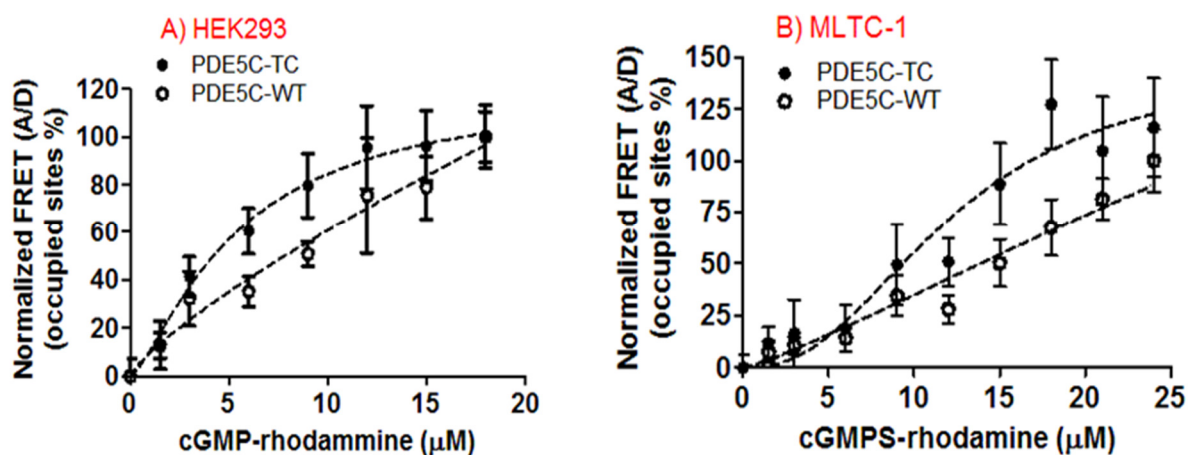 A) HEK293
PDE5C-TC
PDE5C-WT
Normalized FRET (A/D)
(occupied sites %)
120
100
80
60
40
20
0
0 5 10 15 20
cGMP-rhodammine (μM)
B) MLTC-1
PDE5C-TC
PDE5C-WT
Normalized FRET (A/D)
(occupied sites %)
150
125
100
75
50
25
0
0 5 10 15 20 25
cGMPS-rhodamine (μM)